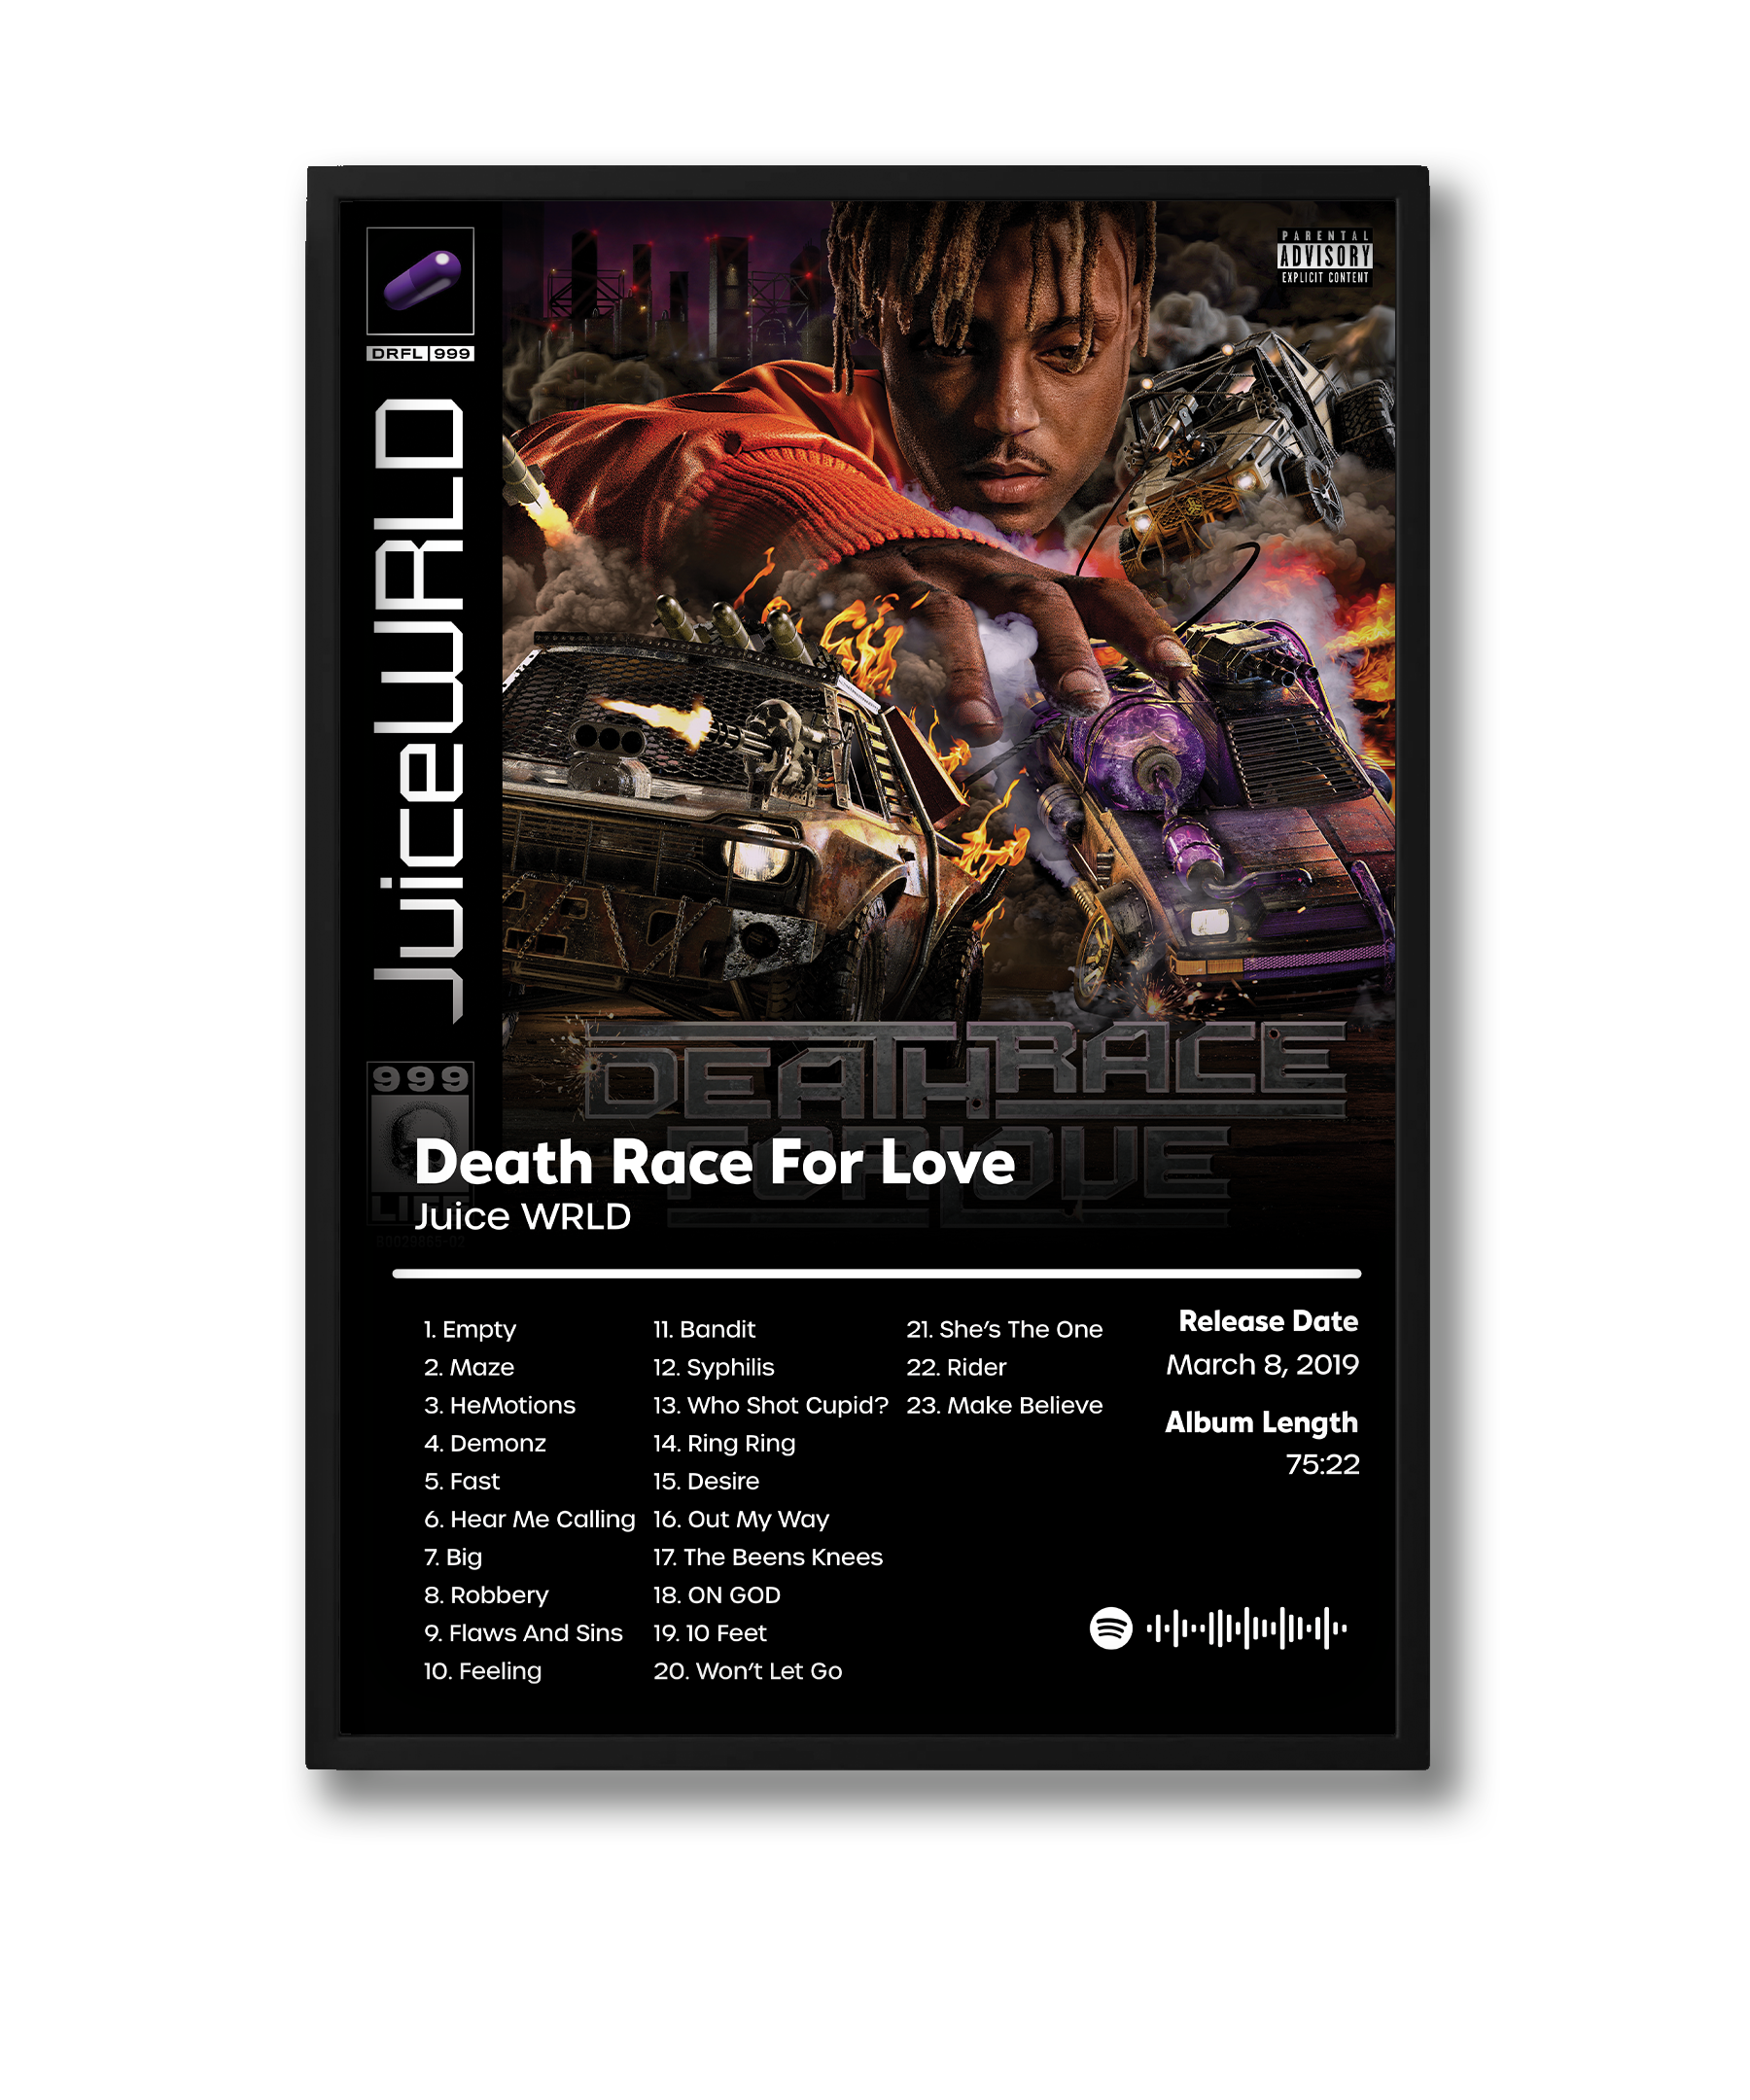 PARENTAL
ADVISORY
EXPLICIT CONTENT
DRFL 999
JuiceWRLD
999
LIFE
DEATH RACE
FOR LOVE
Death Race For Love
Juice WRLD
1. Empty
2. Maze
3. HeMotions
4. Demonz
5. Fast
6. Hear Me Calling
7. Big
8. Robbery
9. Flaws And Sins
10. Feeling
11. Bandit
12. Syphilis
13. Who Shot Cupid?
14. Ring Ring
15. Desire
16. Out My Way
17. The Beens Knees
18. ON GOD
19. 10 Feet
20. Won't Let Go
21. She's The One
22. Rider
23. Make Believe
Release Date
March 8, 2019
Album Length
75:22